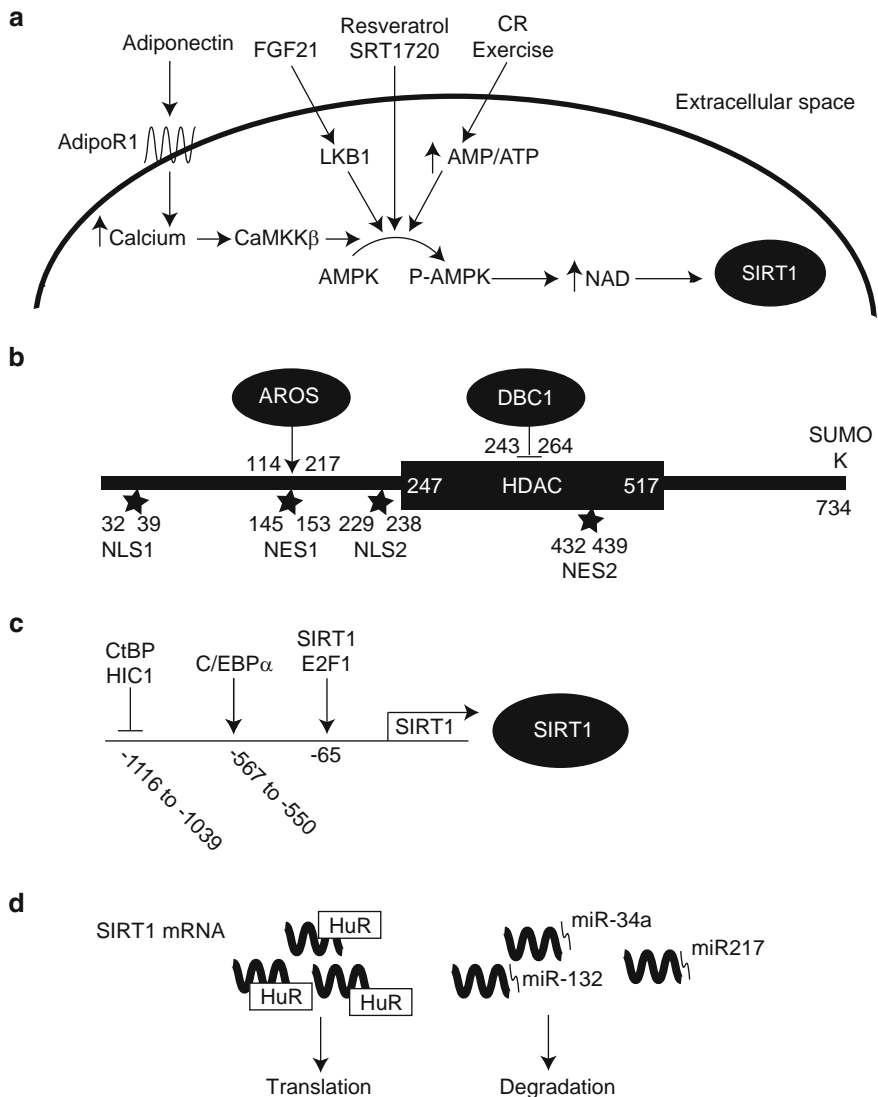 a
Adiponectin
FGF21
Resveratrol
SRT1720
CR
Exercise
Extracellular space
AdipoR1
LKB1
AMP/ATP
Calcium
CaMKKβ
AMPK
P-AMPK
NAD
SIRT1
b
AROS
DBC1
114 217
243 264
SUMO
K
247
HDAC
517
734
32 39
NLS1
145 153
NES1
229 238
NLS2
432 439
NES2
c
CtBP
HIC1
C/EBPα
SIRT1
E2F1
SIRT1
SIRT1
-1116 to -1039
-567 to -550
-65
d
SIRT1 mRNA
HuR
HuR
HuR
miR-34a
miR-132
miR217
Translation
Degradation